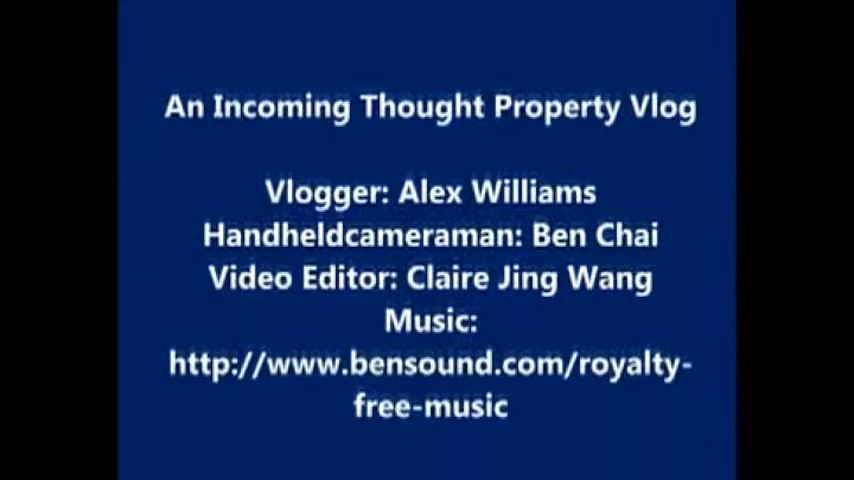 An Incoming Thought Property Vlog
Vlogger: Alex Williams
Handheldcameraman: Ben Chai
Video Editor: Claire Jing Wang
Music:
http://www.bensound.com/royalty-
free-music